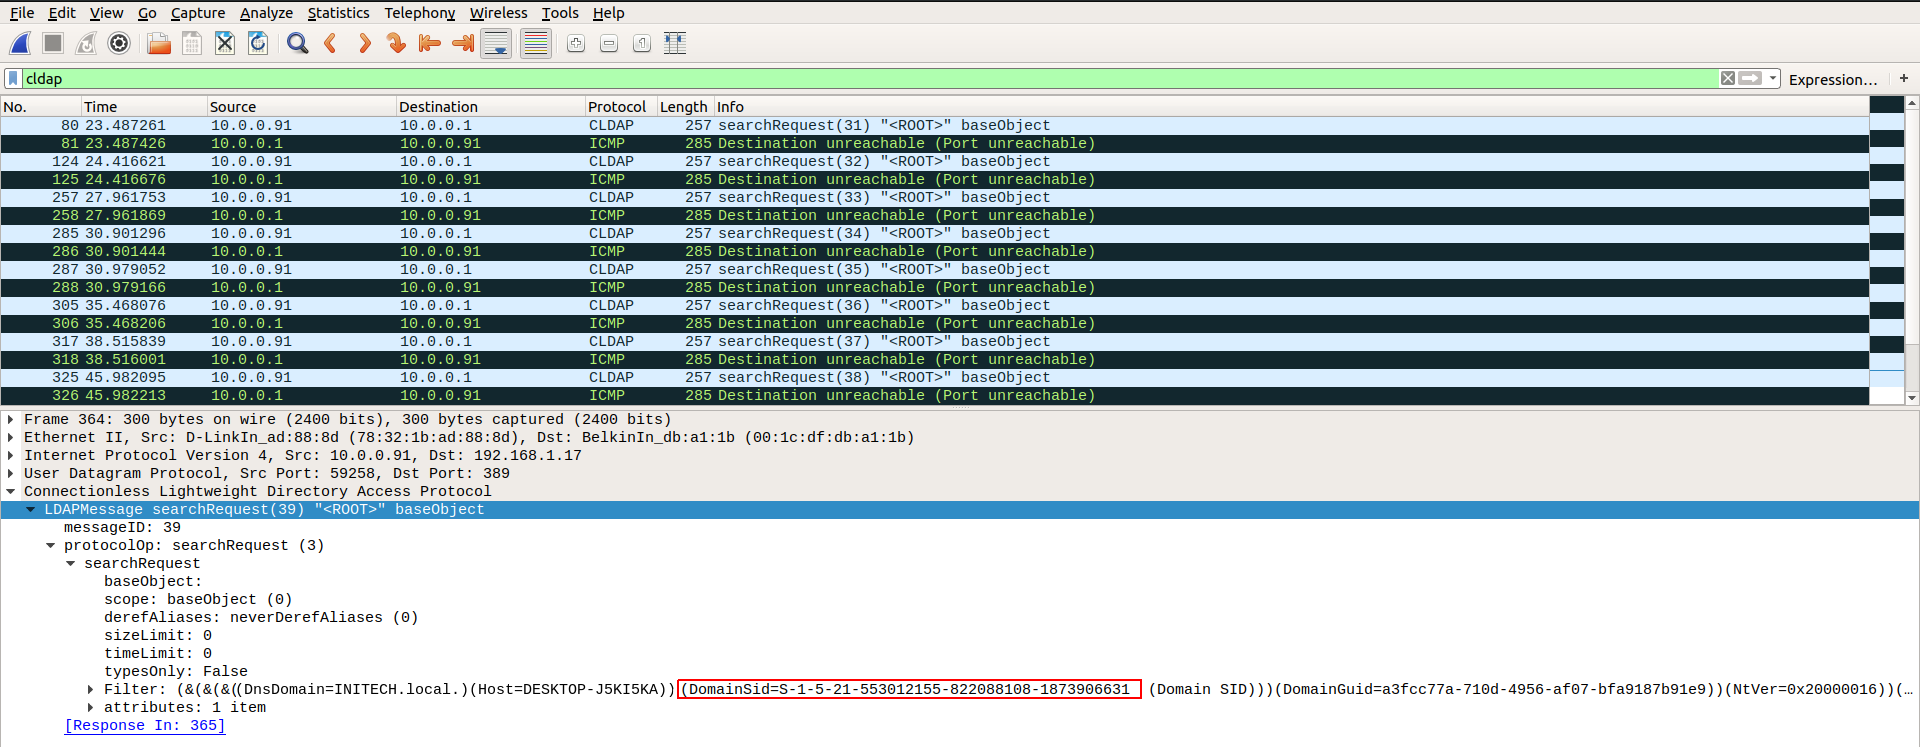 File Edit View Go Capture Analyze Statistics Telephony Wireless Tools Help
cldap Expression... +
No. Time Source Destination Protocol Length Info
80 23.487261 10.0.0.91 10.0.0.1 CLDAP 257 searchRequest(31) "<ROOT>" baseObject
81 23.487426 10.0.0.1 10.0.0.91 ICMP 285 Destination unreachable (Port unreachable)
124 24.416621 10.0.0.91 10.0.0.1 CLDAP 257 searchRequest(32) "<ROOT>" baseObject
125 24.416676 10.0.0.1 10.0.0.91 ICMP 285 Destination unreachable (Port unreachable)
257 27.961753 10.0.0.91 10.0.0.1 CLDAP 257 searchRequest(33) "<ROOT>" baseObject
258 27.961869 10.0.0.1 10.0.0.91 ICMP 285 Destination unreachable (Port unreachable)
285 30.901296 10.0.0.91 10.0.0.1 CLDAP 257 searchRequest(34) "<ROOT>" baseObject
286 30.901444 10.0.0.1 10.0.0.91 ICMP 285 Destination unreachable (Port unreachable)
287 30.979052 10.0.0.91 10.0.0.1 CLDAP 257 searchRequest(35) "<ROOT>" baseObject
288 30.979166 10.0.0.1 10.0.0.91 ICMP 285 Destination unreachable (Port unreachable)
305 35.468076 10.0.0.91 10.0.0.1 CLDAP 257 searchRequest(36) "<ROOT>" baseObject
306 35.468206 10.0.0.1 10.0.0.91 ICMP 285 Destination unreachable (Port unreachable)
317 38.515839 10.0.0.91 10.0.0.1 CLDAP 257 searchRequest(37) "<ROOT>" baseObject
318 38.516001 10.0.0.1 10.0.0.91 ICMP 285 Destination unreachable (Port unreachable)
325 45.982095 10.0.0.91 10.0.0.1 CLDAP 257 searchRequest(38) "<ROOT>" baseObject
326 45.982213 10.0.0.1 10.0.0.91 ICMP 285 Destination unreachable (Port unreachable)
Frame 364: 300 bytes on wire (2400 bits), 300 bytes captured (2400 bits)
Ethernet II, Src: D-LinkIn_ad:88:8d (78:32:1b:ad:88:8d), Dst: BelkinIn_db:a1:1b (00:1c:df:db:a1:1b)
Internet Protocol Version 4, Src: 10.0.0.91, Dst: 192.168.1.17
User Datagram Protocol, Src Port: 59258, Dst Port: 389
Connectionless Lightweight Directory Access Protocol
LDAPMessage searchRequest(39) "<ROOT>" baseObject
messageID: 39
protocolOp: searchRequest (3)
searchRequest
baseObject:
scope: baseObject (0)
derefAliases: neverDerefAliases (0)
sizeLimit: 0
timeLimit: 0
typesOnly: False
Filter: (&(&(&((DnsDomain=INITECH.local.)(Host=DESKTOP-J5KI5KA))(DomainSid=S-1-5-21-553012155-822088108-1873906631 (Domain SID)))(DomainGuid=a3fcc77a-710d-4956-af07-bfa9187b91e9))(NtVer=0x20000016))(…
attributes: 1 item
[Response In: 365]